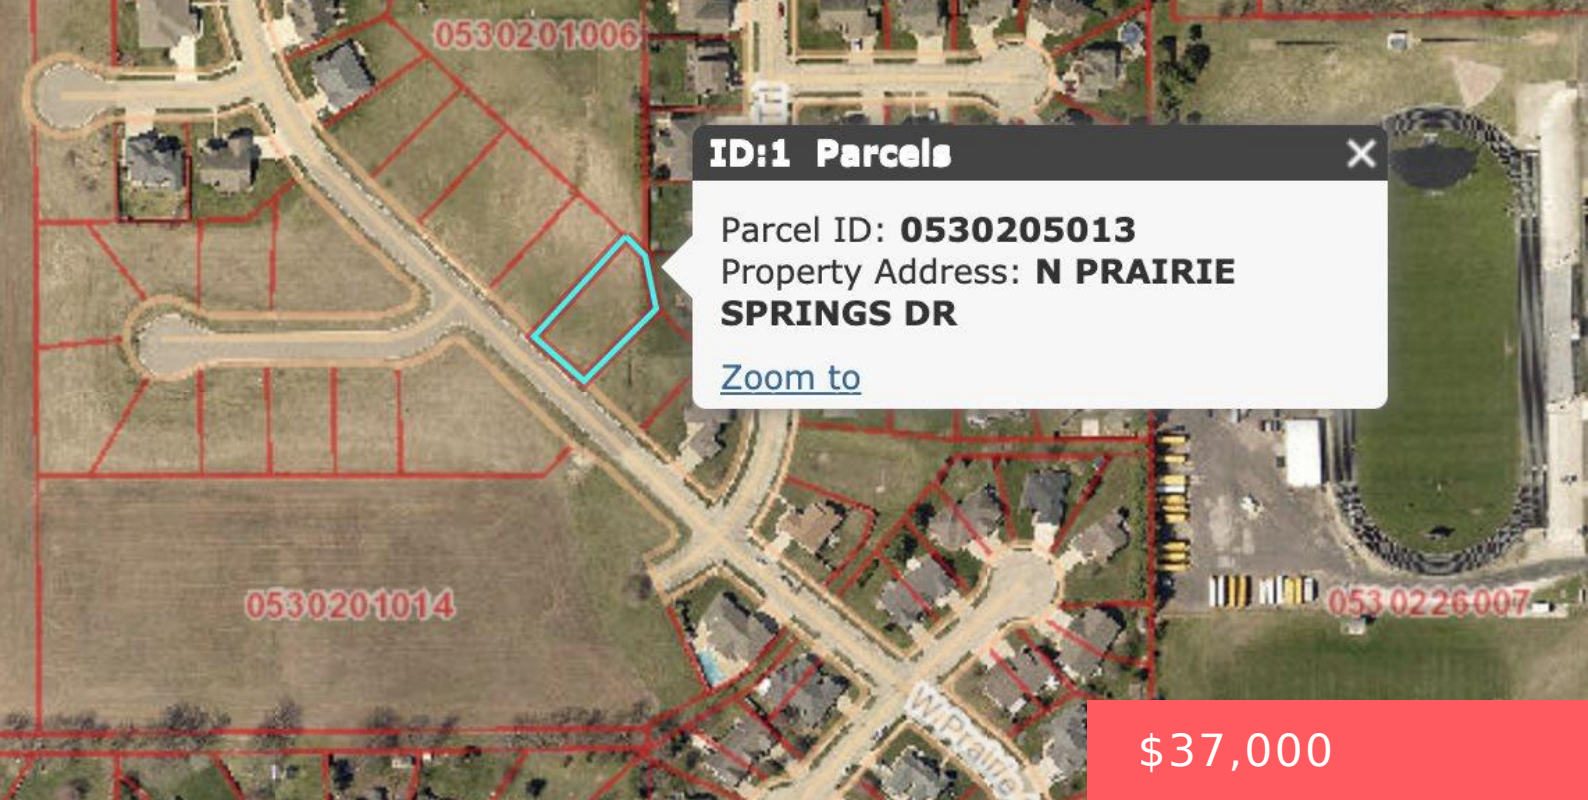 0530201006
ID:1 Parcels
Parcel ID: 0530205013
Property Address: N PRAIRIE
SPRINGS DR
Zoom to
0530201014
0530226007
$37,000